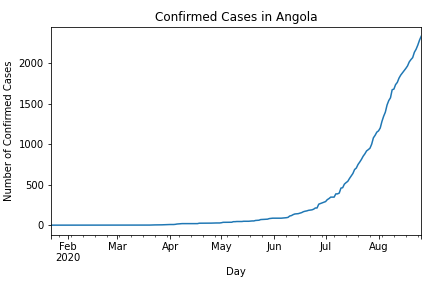 Confirmed Cases in Angola
Number of Confirmed Cases
2000
1500
1000
500
0
Feb Mar Apr May Jun Jul Aug
2020
Day